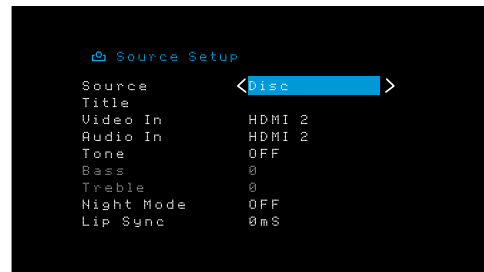 Source Setup
Source < Disc >
Title
Video In HDMI 2
Audio In HDMI 2
Tone OFF
Bass 0
Treble 0
Night Mode OFF
Lip Sync 0mS